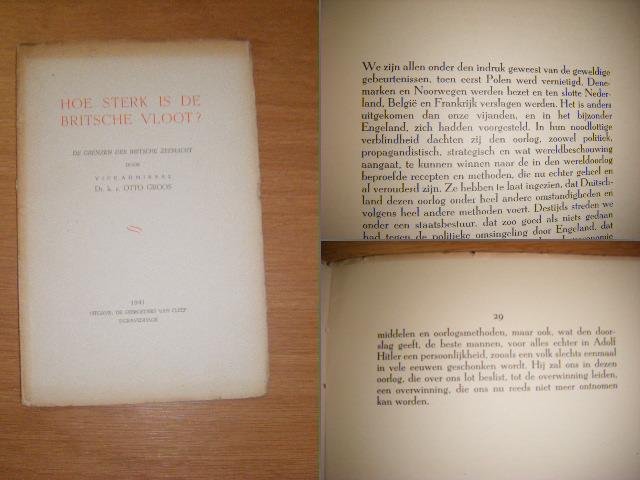 HOE STERK IS DE
BRITSCHE VLOOT?
DE GRENZEN DER BRITSCHE ZEEMACHT
DOOR
VICE-ADMIRAAL
Dr. h. c. OTTO GROOS
1941
UITGAVE DE GEBROEDERS VAN CLEEF
'S-GRAVENHAGE
We zijn allen onder den indruk geweest van de geweldige
gebeurtenissen, toen eerst Polen werd vernietigd, Dene-
marken en Noorwegen werden bezet en ten slotte Neder-
land, België en Frankrijk verslagen werden. Het is anders
uitgekomen dan onze vijanden, en in het bijzonder
Engeland, zich hadden voorgesteld. In hun noodlottige
verblindheid dachten zij den oorlog, zoowel politiek,
propagandistisch, strategisch en wat wereldbeschouwing
aangaat, te kunnen winnen naar de in den wereldoorlog
beproefde recepten en methoden, die nu echter geheel en
al verouderd zijn. Ze hebben te laat ingezien, dat Duitsch-
land dezen oorlog onder heel andere omstandigheden en
volgens heel andere methoden voert. Destijds streden we
onder een staatsbestuur, dat zoo goed als niets gedaan
had tegen de politieke omsingeling door Engeland, dat
29
middelen en oorlogsmethoden, maar ook, wat den door-
slag geeft, de beste mannen, voor alles echter in Adolf
Hitler een persoonlijkheid, zooals een volk slechts eenmaal
in vele eeuwen geschonken wordt. Hij zal ons in dezen
oorlog, die over ons lot beslist, tot de overwinning leiden,
een overwinning, die ons nu reeds niet meer ontnomen
kan worden.